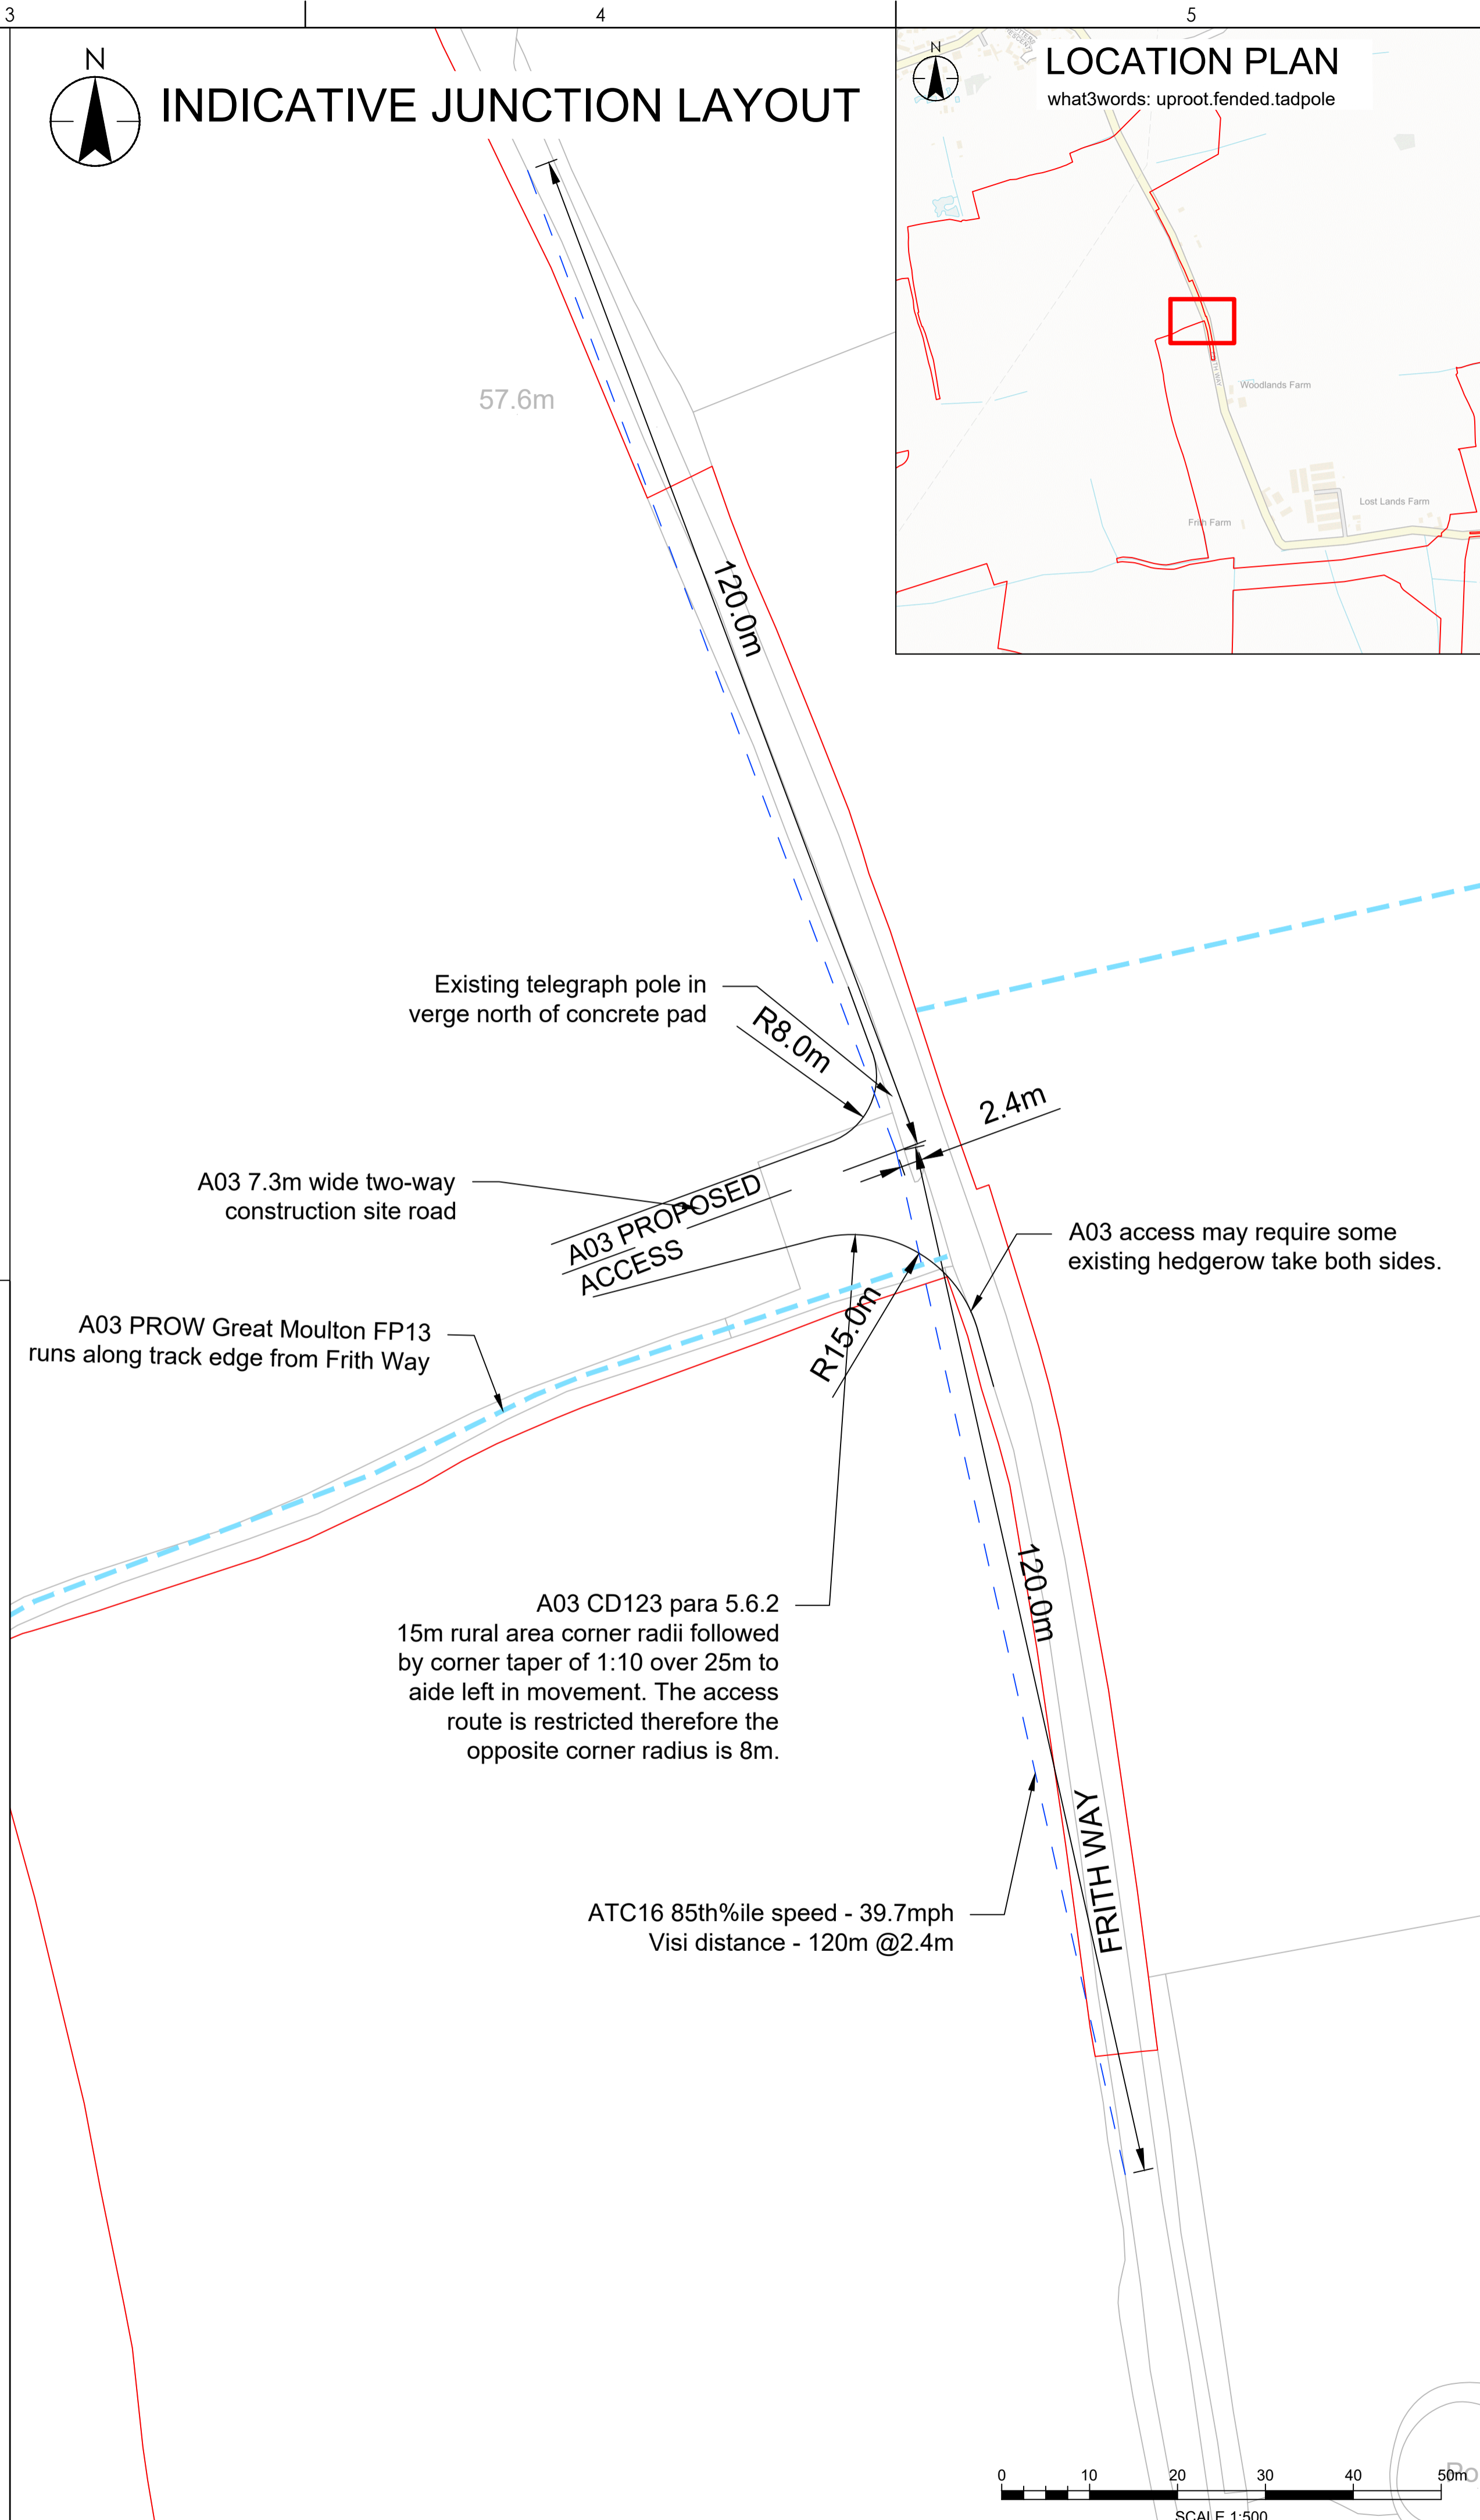 3
4
5
N
INDICATIVE JUNCTION LAYOUT
N
LOCATION PLAN
what3words: uproot.fended.tadpole
Woodlands Farm
Lost Lands Farm
Frith Farm
57.6m
120.0m
Existing telegraph pole in
verge north of concrete pad
R8.0m
2.4m
A03 7.3m wide two-way
construction site road
A03 PROPOSED
ACCESS
A03 access may require some
existing hedgerow take both sides.
A03 PROW Great Moulton FP13
runs along track edge from Frith Way
R15.0m
120.0m
A03 CD123 para 5.6.2
15m rural area corner radii followed
by corner taper of 1:10 over 25m to
aide left in movement. The access
route is restricted therefore the
opposite corner radius is 8m.
FRITH WAY
ATC16 85th%ile speed - 39.7mph
Visi distance - 120m @2.4m
0 10 20 30 40 50m
SCALE 1:500